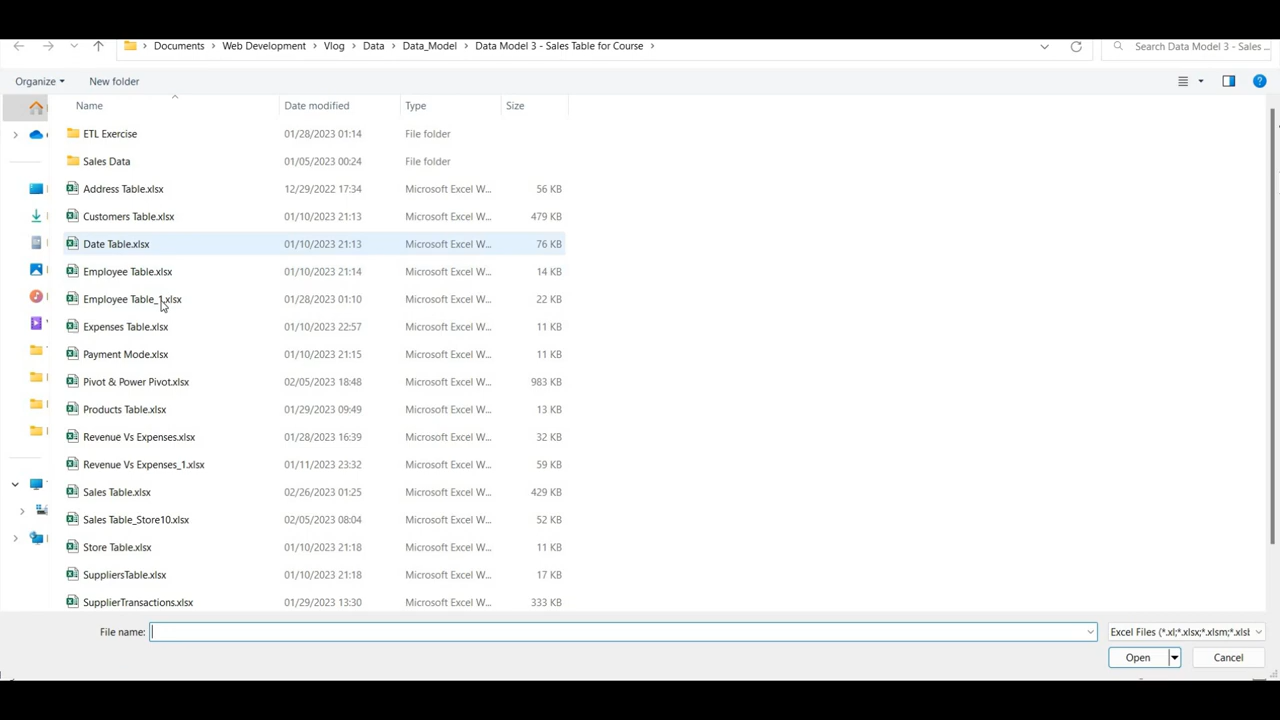 Documents > Web Development > Vlog > Data > Data_Model > Data Model 3 - Sales Table for Course >
Search Data Model 3 - Sales ...
Organize New folder
Name Date modified Type Size
ETL Exercise 01/28/2023 01:14 File folder
Sales Data 01/05/2023 00:24 File folder
Address Table.xlsx 12/29/2022 17:34 Microsoft Excel W... 56 KB
Customers Table.xlsx 01/10/2023 21:13 Microsoft Excel W... 479 KB
Date Table.xlsx 01/10/2023 21:13 Microsoft Excel W... 76 KB
Employee Table.xlsx 01/10/2023 21:14 Microsoft Excel W... 14 KB
Employee Table_1.xlsx 01/28/2023 01:10 Microsoft Excel W... 22 KB
Expenses Table.xlsx 01/10/2023 22:57 Microsoft Excel W... 11 KB
Payment Mode.xlsx 01/10/2023 21:15 Microsoft Excel W... 11 KB
Pivot & Power Pivot.xlsx 02/05/2023 18:48 Microsoft Excel W... 983 KB
Products Table.xlsx 01/29/2023 09:49 Microsoft Excel W... 13 KB
Revenue Vs Expenses.xlsx 01/28/2023 16:39 Microsoft Excel W... 32 KB
Revenue Vs Expenses_1.xlsx 01/11/2023 23:32 Microsoft Excel W... 59 KB
Sales Table.xlsx 02/26/2023 01:25 Microsoft Excel W... 429 KB
Sales Table_Store10.xlsx 02/05/2023 08:04 Microsoft Excel W... 52 KB
Store Table.xlsx 01/10/2023 21:18 Microsoft Excel W... 11 KB
SuppliersTable.xlsx 01/10/2023 21:18 Microsoft Excel W... 17 KB
SupplierTransactions.xlsx 01/29/2023 13:30 Microsoft Excel W... 333 KB
File name: Excel Files (*.xl;*.xlsx;*.xlsm;*.xlsb
Open Cancel